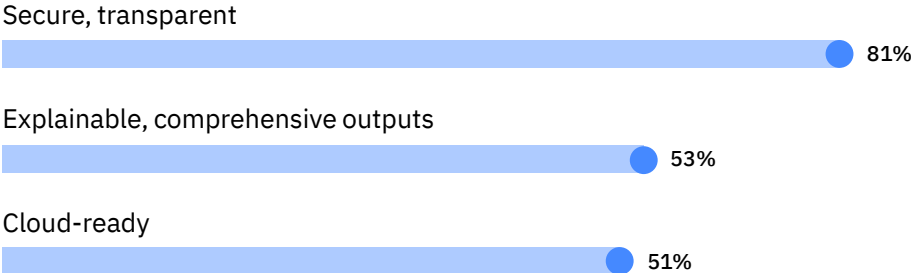 Secure, transparent
81%
Explainable, comprehensive outputs
53%
Cloud-ready
51%